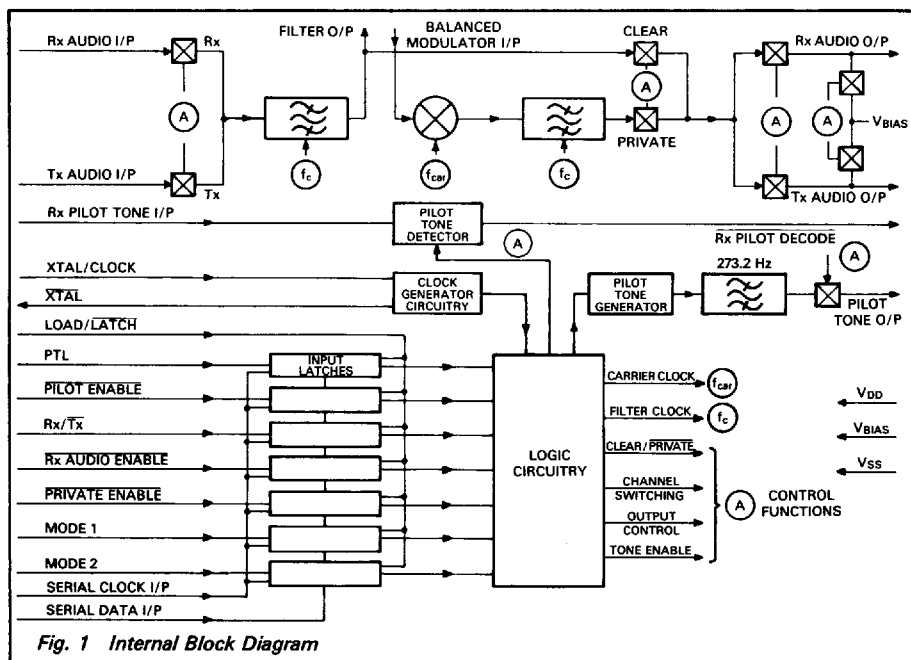 FILTER O/P
BALANCED
MODULATOR I/P
CLEAR
Rx AUDIO I/P
Rx
Rx AUDIO O/P
A
A
A
A
VBIAS
PRIVATE
fc
fcar
fc
Tx AUDIO I/P
Tx
Tx AUDIO O/P
Rx PILOT TONE I/P
PILOT
TONE
DETECTOR
A
Rx PILOT DECODE
A
XTAL/CLOCK
CLOCK
GENERATOR
CIRCUITRY
PILOT
TONE
GENERATOR
273.2 Hz
XTAL
PILOT
TONE O/P
LOAD/LATCH
PTL
INPUT
LATCHES
PILOT ENABLE
CARRIER CLOCK
fcar
VDD
Rx/Tx
FILTER CLOCK
fc
VBIAS
LOGIC
CIRCUITRY
Rx AUDIO ENABLE
CLEAR/PRIVATE
VSS
PRIVATE ENABLE
CHANNEL
SWITCHING
A
CONTROL
FUNCTIONS
MODE 1
OUTPUT
CONTROL
MODE 2
TONE ENABLE
SERIAL CLOCK I/P
SERIAL DATA I/P
Fig. 1 Internal Block Diagram